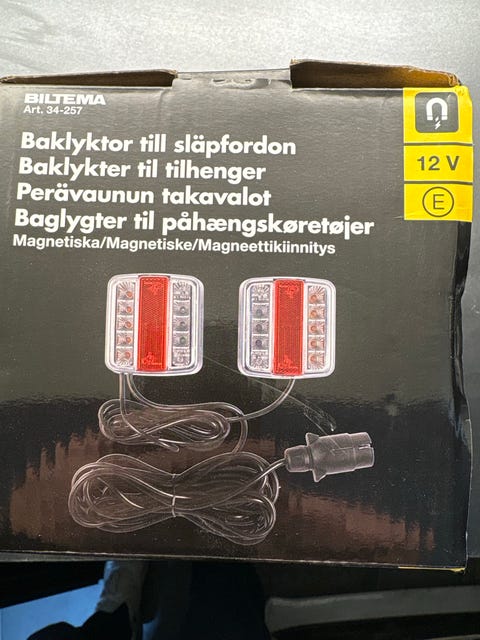 BILTEMA
Art. 34-257
Baklyktor till släpfordon
Baklykter til tilhenger
Perävaunun takavalot
Baglygter til påhængskøretøjer
Magnetiska/Magnetiske/Magneettikiinnitys
12 V
E